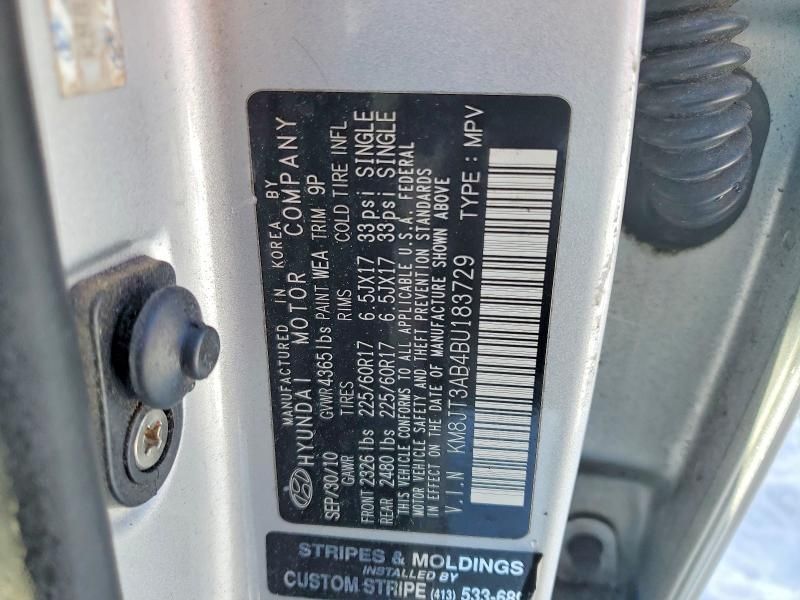 MANUFACTURED IN KOREA BY
HYUNDAI MOTOR COMPANY
SEP/30/10 GVWR 4365 lbs PAINT WEA TRIM 9P
GAWR TIRES RIMS COLD TIRE INFL
FRONT 2326 lbs 225/60R17 6.5JX17 33psi SINGLE
REAR 2480 lbs 225/60R17 6.5JX17 33psi SINGLE
THIS VEHICLE CONFORMS TO ALL APPLICABLE U.S.A. FEDERAL
MOTOR VEHICLE SAFETY AND THEFT PREVENTION STANDARDS
IN EFFECT ON THE DATE OF MANUFACTURE SHOWN ABOVE
V.I.N KM8JT3AB4BU183729 TYPE : MPV
STRIPES & MOLDINGS
INSTALLED BY
CUSTOM STRIPE (413) 533-689